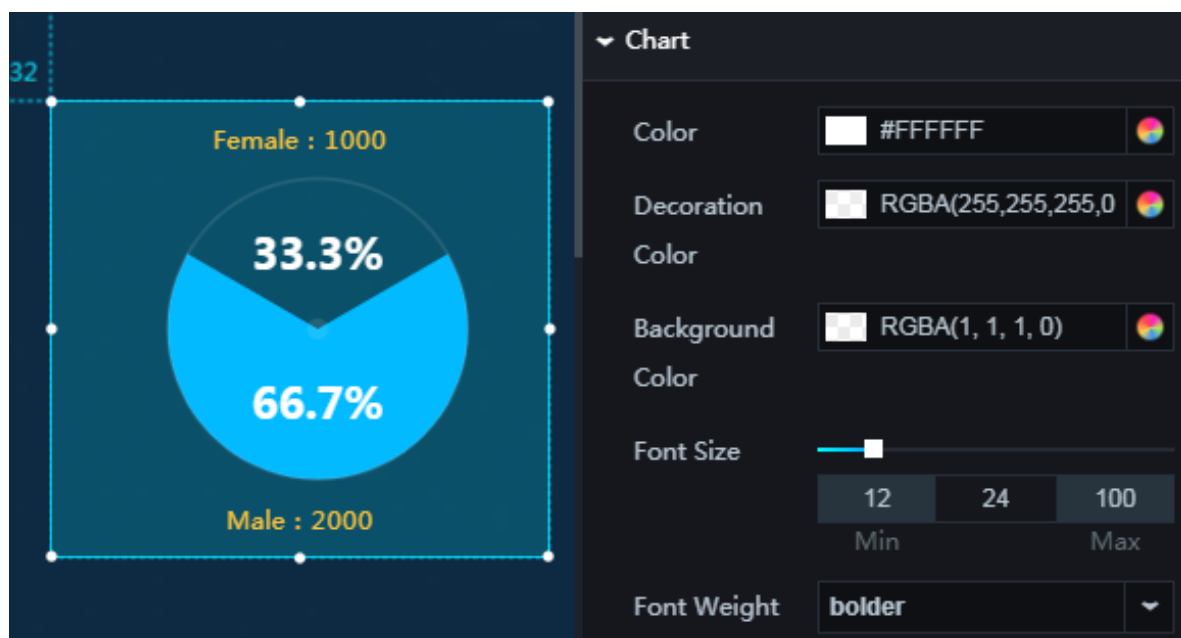 32
Female : 1000
33.3%
66.7%
Male : 2000
Chart
Color
#FFFFFF
Decoration
Color
RGBA(255,255,255,0
Background
Color
RGBA(1, 1, 1, 0)
Font Size
12 24 100
Min Max
Font Weight
bolder